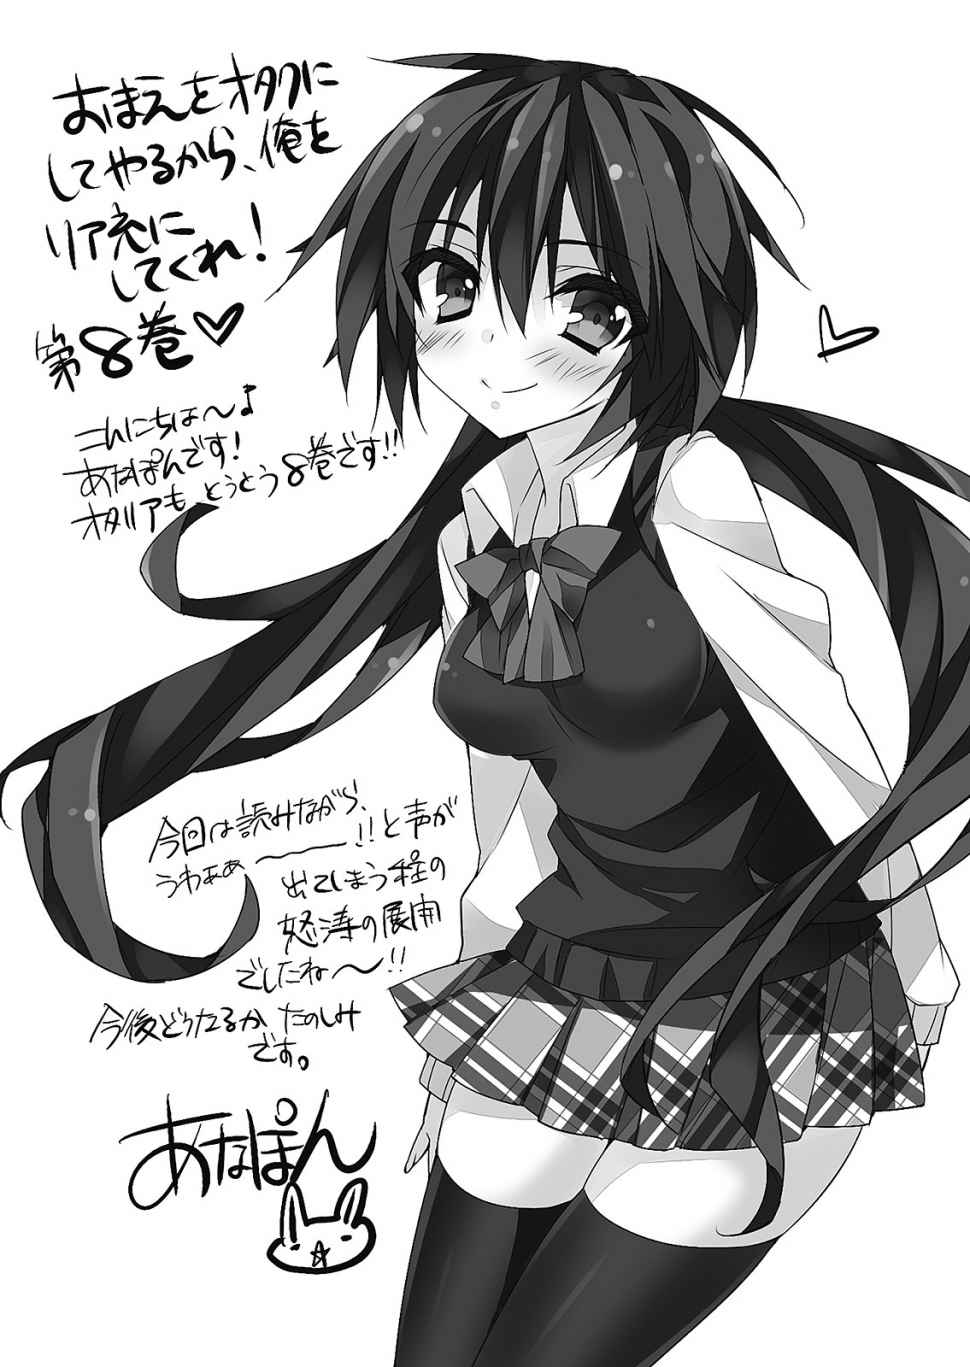 おまえをオタクに
してやるから、俺を
リア充に
してくれ!
第8巻♡
こんにちは〜♪
あなぽんです!
オタリアも とうとう8巻です!!
今回は読みながら、
うわぁぁ〜〜〜!!と声が
出てしまう程の
怒涛の展開
でしたね〜!!
今後どうなるか たのしみ
です。
あなぽん